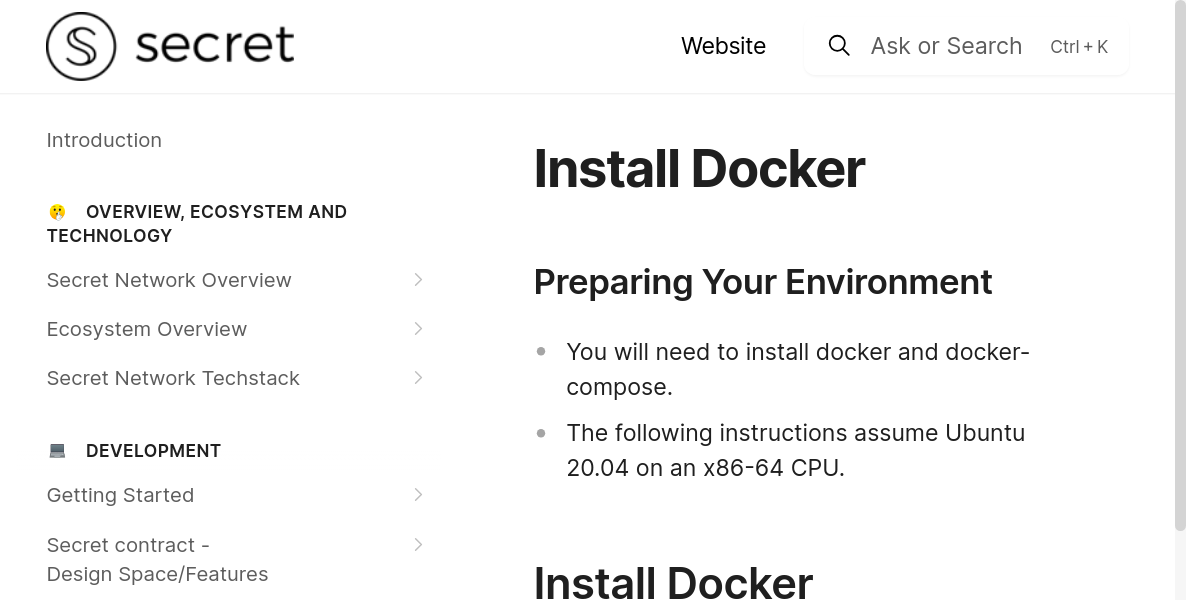 secret
Website
Ask or Search
Ctrl + K
Introduction
OVERVIEW, ECOSYSTEM AND
TECHNOLOGY
Secret Network Overview
Ecosystem Overview
Secret Network Techstack
DEVELOPMENT
Getting Started
Secret contract -
Design Space/Features
Install Docker
Preparing Your Environment
You will need to install docker and docker-
compose.
The following instructions assume Ubuntu
20.04 on an x86-64 CPU.
Install Docker